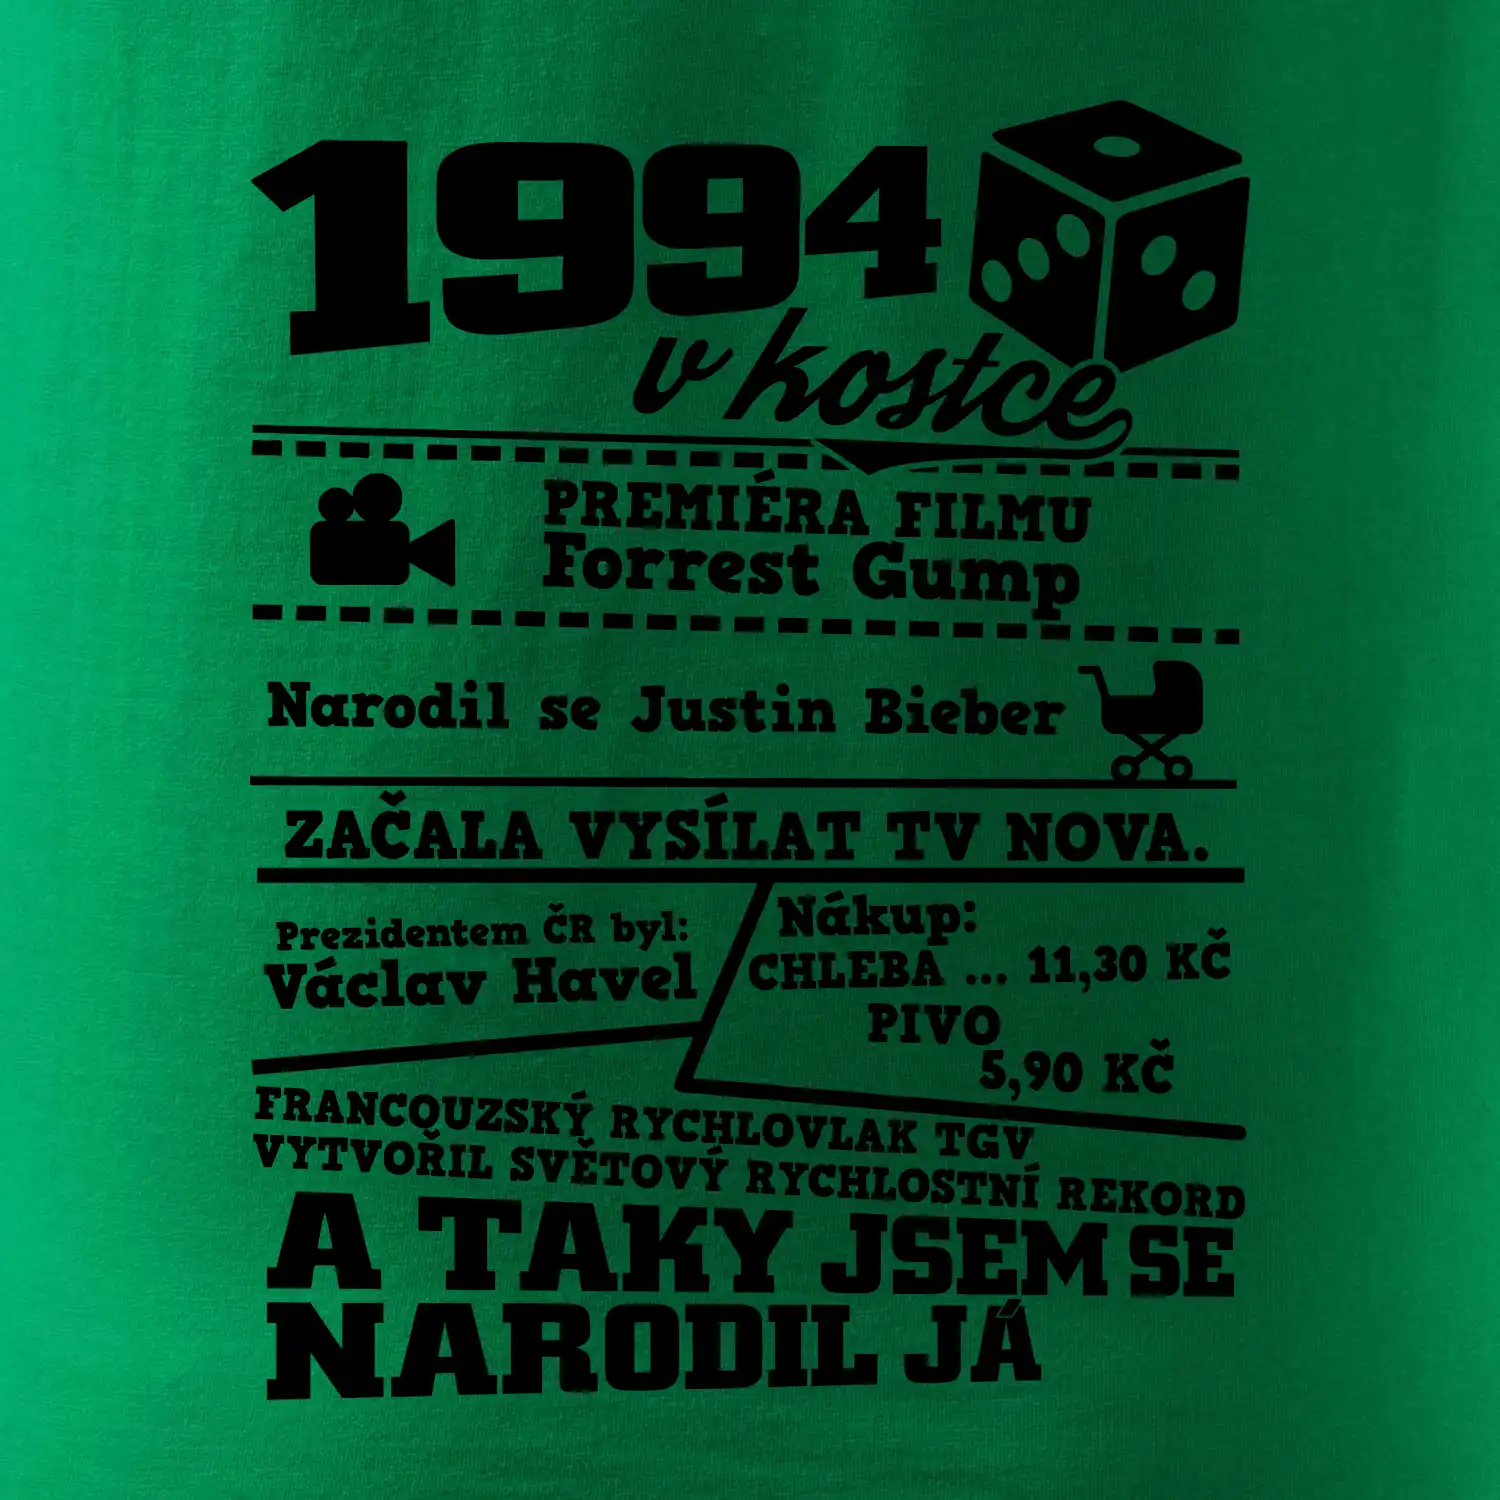 1994
v kostce
PREMIÉRA FILMU
Forrest Gump
Narodil se Justin Bieber
ZAČALA VYSÍLAT TV NOVA.
Prezidentem ČR byl:
Václav Havel
Nákup:
CHLEBA ... 11,30 KČ
PIVO
5,90 KČ
FRANCOUZSKÝ RYCHLOVLAK TGV
VYTVOŘIL SVĚTOVÝ RYCHLOSTNÍ REKORD
A TAKY JSEM SE
NARODIL JÁ